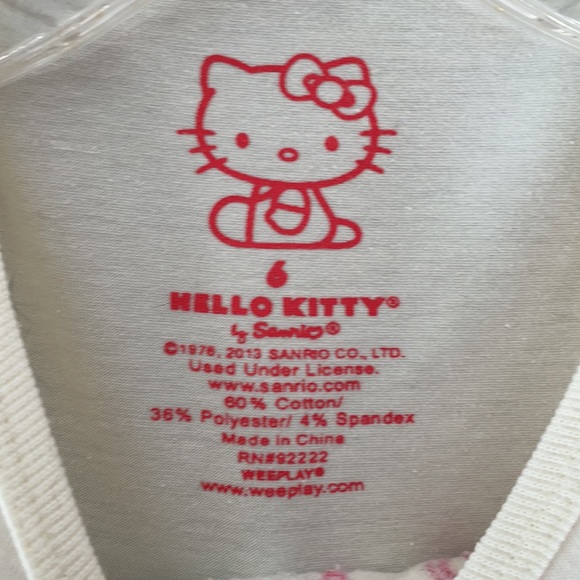 6
HELLO KITTY®
by Sanrio®
©1976, 2013 SANRIO CO., LTD.
Used Under License.
www.sanrio.com
60% Cotton/
36% Polyester/ 4% Spandex
Made in China
RN#92222
WEEPLAY®
www.weeplay.com